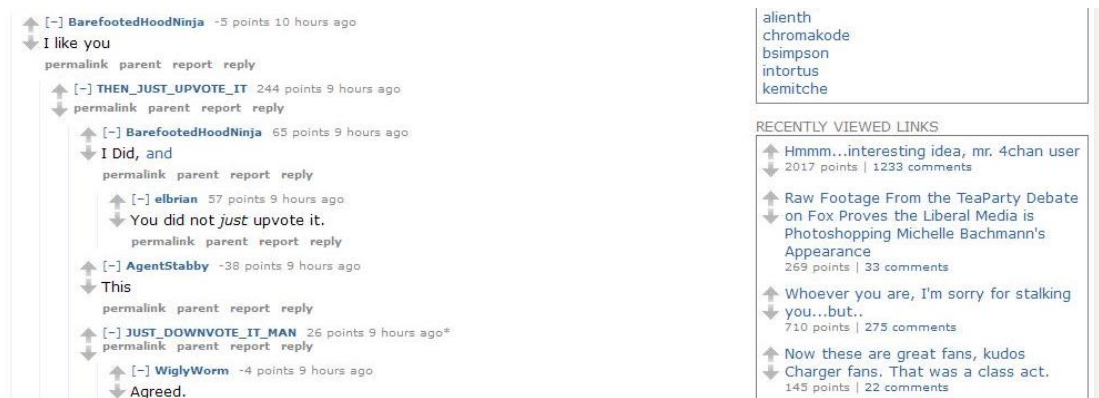 [–] BarefootedHoodNinja -5 points 10 hours ago
I like you
permalink parent report reply
[–] THEN_JUST_UPVOTE_IT 244 points 9 hours ago
permalink parent report reply
[–] BarefootedHoodNinja 65 points 9 hours ago
I Did, and
permalink parent report reply
[–] elbrian 57 points 9 hours ago
You did not just upvote it.
permalink parent report reply
[–] AgentStabby -38 points 9 hours ago
This
permalink parent report reply
[–] JUST_DOWNVOTE_IT_MAN 26 points 9 hours ago*
permalink parent report reply
[–] WiglyWorm -4 points 9 hours ago
Agreed.
alienth
chromakode
bsimpson
intortus
kemitche
RECENTLY VIEWED LINKS
Hmmm...interesting idea, mr. 4chan user
2017 points | 1233 comments
Raw Footage From the TeaParty Debate
on Fox Proves the Liberal Media is
Photoshopping Michelle Bachmann's
Appearance
269 points | 33 comments
Whoever you are, I'm sorry for stalking
you...but..
710 points | 275 comments
Now these are great fans, kudos
Charger fans. That was a class act.
145 points | 22 comments